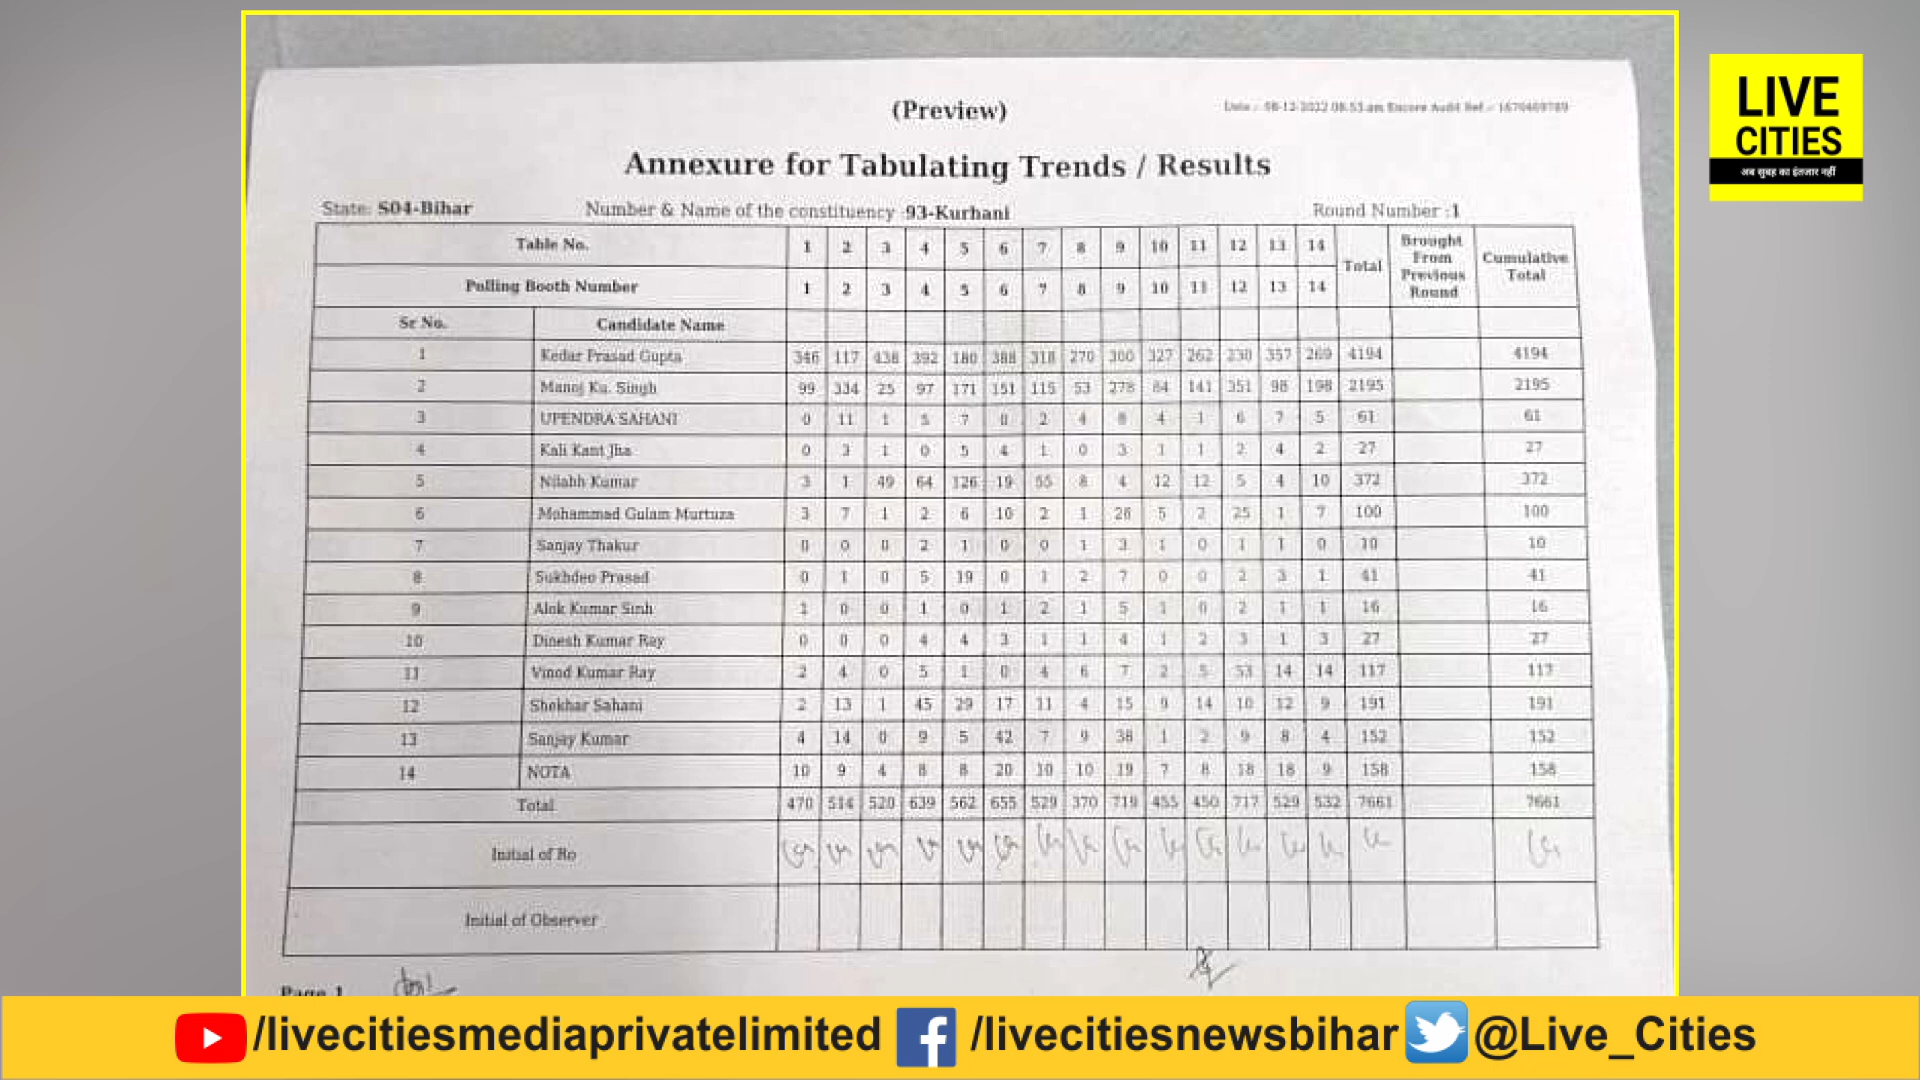 (Preview)
Date :- 08-12-2022 08:53 am Encore Audit Ref :- 1670469789
Annexure for Tabulating Trends / Results
State: S04-Bihar Number & Name of the constituency 93-Kurhani Round Number :1
Table No. 1 2 3 4 5 6 7 8 9 10 11 12 13 14 Total Brought From Previous Round Cumulative Total
Polling Booth Number 1 2 3 4 5 6 7 8 9 10 11 12 13 14
Sr No. Candidate Name
1 Kedar Prasad Gupta 346 117 438 392 180 388 318 270 300 327 262 230 357 269 4194 4194
2 Manoj Ku. Singh 99 334 25 97 171 151 115 53 278 84 141 351 98 198 2195 2195
3 UPENDRA SAHANI 0 11 1 5 7 0 2 4 8 4 1 6 7 5 61 61
4 Kali Kant Jha 0 3 1 0 5 4 1 0 3 1 1 2 4 2 27 27
5 Nilabh Kumar 3 1 49 64 126 19 55 8 4 12 12 5 4 10 372 372
6 Mohammad Gulam Murtuza 3 7 1 2 6 10 2 1 28 5 2 25 1 7 100 100
7 Sanjay Thakur 0 0 0 2 1 0 0 1 3 1 0 1 1 0 10 10
8 Sukhdeo Prasad 0 1 0 5 19 0 1 2 7 0 0 2 3 1 41 41
9 Alok Kumar Sinh 1 0 0 1 0 1 2 1 5 1 0 2 1 1 16 16
10 Dinesh Kumar Ray 0 0 0 4 4 3 1 1 4 1 2 3 1 3 27 27
11 Vinod Kumar Ray 2 4 0 5 1 0 4 6 7 2 5 53 14 14 117 117
12 Shekhar Sahani 2 13 1 45 29 17 11 4 15 9 14 10 12 9 191 191
13 Sanjay Kumar 4 14 0 9 5 42 7 9 38 1 2 9 8 4 152 152
14 NOTA 10 9 4 8 8 20 10 10 19 7 8 18 18 9 158 158
Total 470 514 520 639 562 655 529 370 719 455 450 717 529 532 7661 7661
Initial of Ro
Initial of Observer
Page 1
LIVE
CITIES
अब सुबह का इंतजार नहीं
/livecitiesmediaprivatelimited /livecitiesnewsbihar @Live_Cities